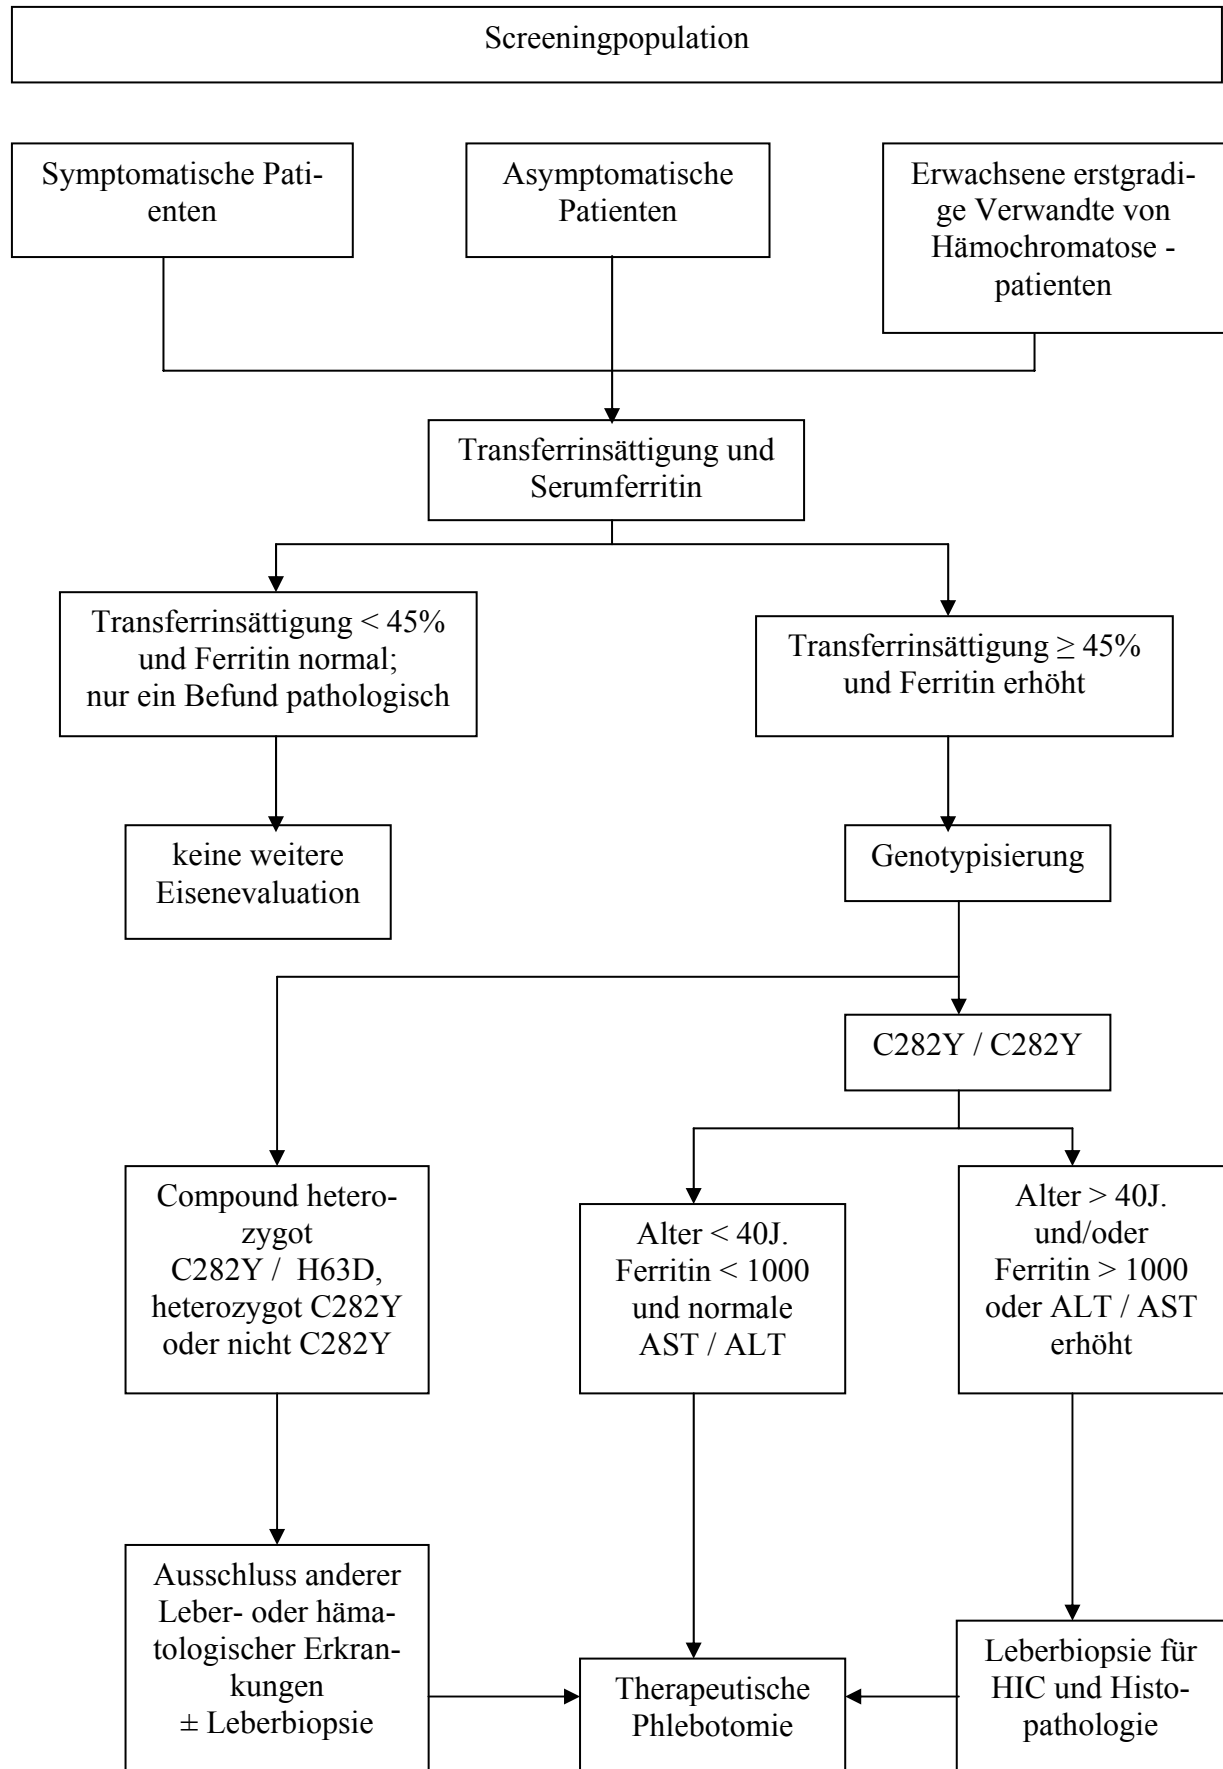 Screeningpopulation
Symptomatische Pati-
enten
Asymptomatische
Patienten
Erwachsene erstgradi-
ge Verwandte von
Hämochromatose -
patienten
Transferrinsättigung und
Serumferritin
Transferrinsättigung < 45%
und Ferritin normal;
nur ein Befund pathologisch
Transferrinsättigung ≥ 45%
und Ferritin erhöht
keine weitere
Eisenevaluation
Genotypisierung
C282Y / C282Y
Compound hetero-
zygot
C282Y /  H63D,
heterozygot C282Y
oder nicht C282Y
Alter < 40J.
Ferritin < 1000
und normale
AST / ALT
Alter > 40J.
und/oder
Ferritin > 1000
oder ALT / AST
erhöht
Ausschluss anderer
Leber- oder häma-
tologischer Erkran-
kungen
± Leberbiopsie
Therapeutische
Phlebotomie
Leberbiopsie für
HIC und Histo-
pathologie